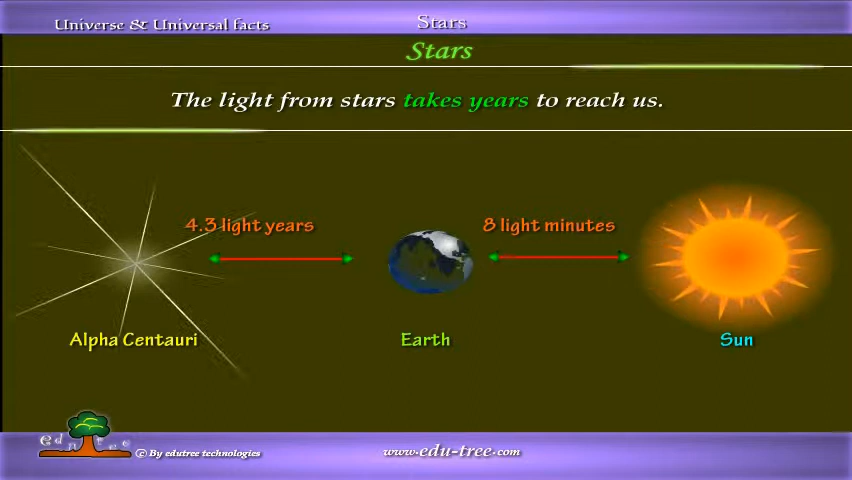 Universe & Universal facts
Stars
Stars
The light from stars takes years to reach us.
4.3 light years
8 light minutes
Alpha Centauri
Earth
Sun
edutree
© By edutree technologies
www.edu-tree.com